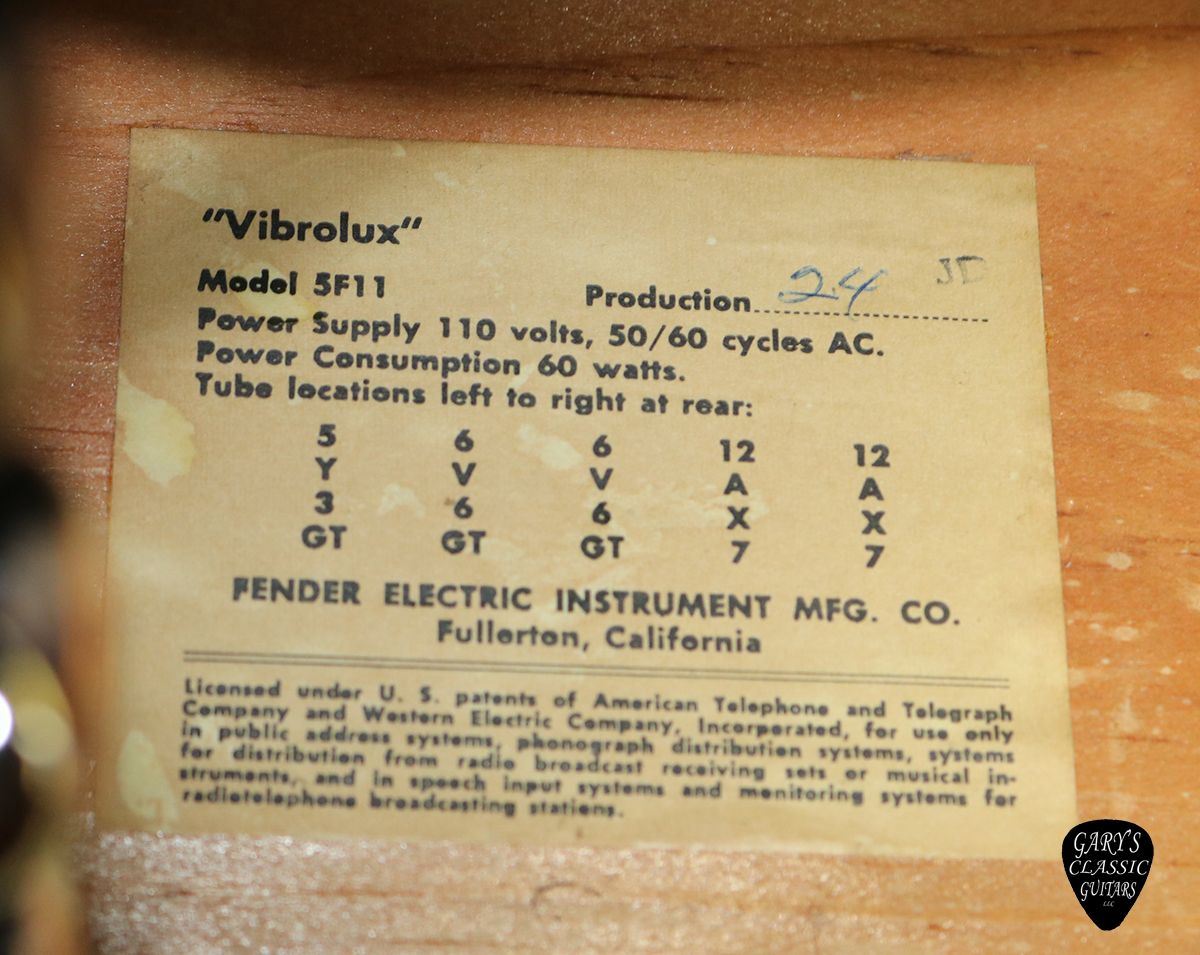 “Vibrolux“
Model 5F11
Production 24 JD
Power Supply 110 volts, 50/60 cycles AC.
Power Consumption 60 watts.
Tube locations left to right at rear:
5 6 6 12 12
Y V V A A
3 6 6 X X
GT GT GT 7 7
FENDER ELECTRIC INSTRUMENT MFG. CO.
Fullerton, California
Licensed under U. S. patents of American Telephone and Telegraph
Company and Western Electric Company, Incorporated, for use only
in public address systems, phonograph distribution systems, systems
for distribution from radio broadcast receiving sets or musical in-
struments, and in speech input systems and monitoring systems for
radiotelephone broadcasting stations.
GARY'S
CLASSIC
GUITARS
LLC